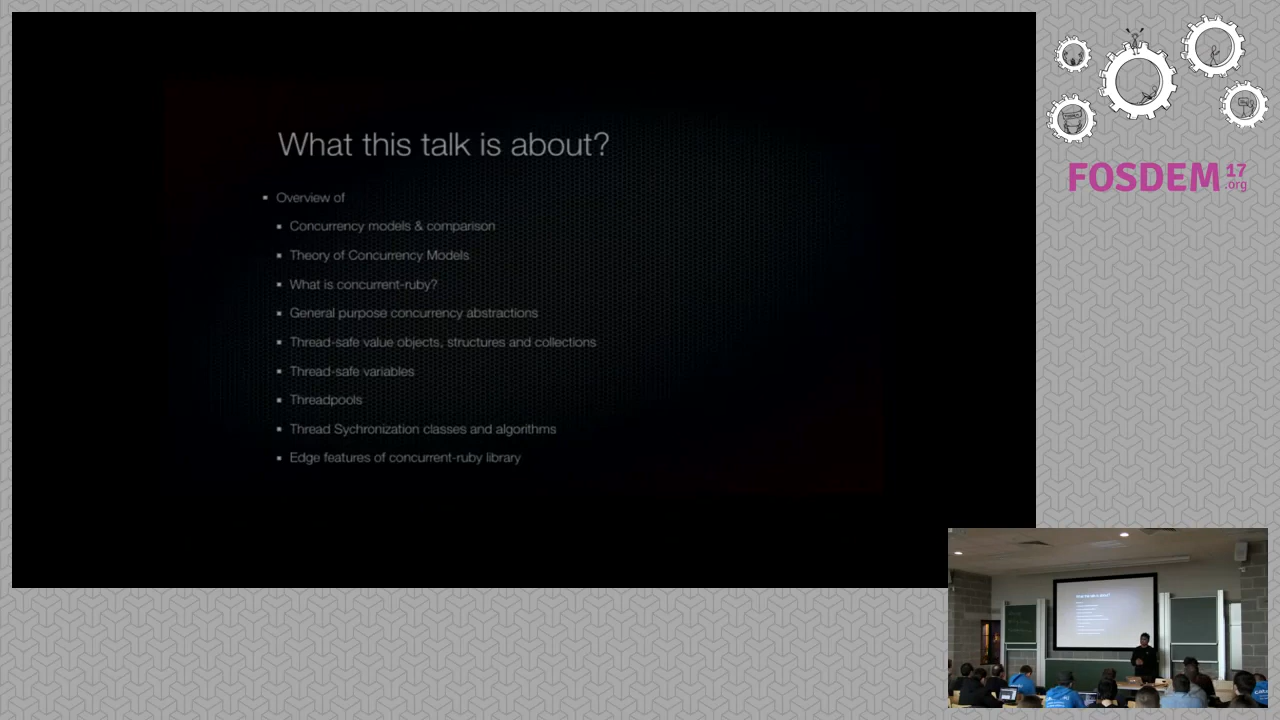 What this talk is about?
Overview of
Concurrency models & comparison
Theory of Concurrency Models
What is concurrent-ruby?
General purpose concurrency abstractions
Thread-safe value objects, structures and collections
Thread-safe variables
Threadpools
Thread Sychronization classes and algorithms
Edge features of concurrent-ruby library
FOSDEM 17
.org